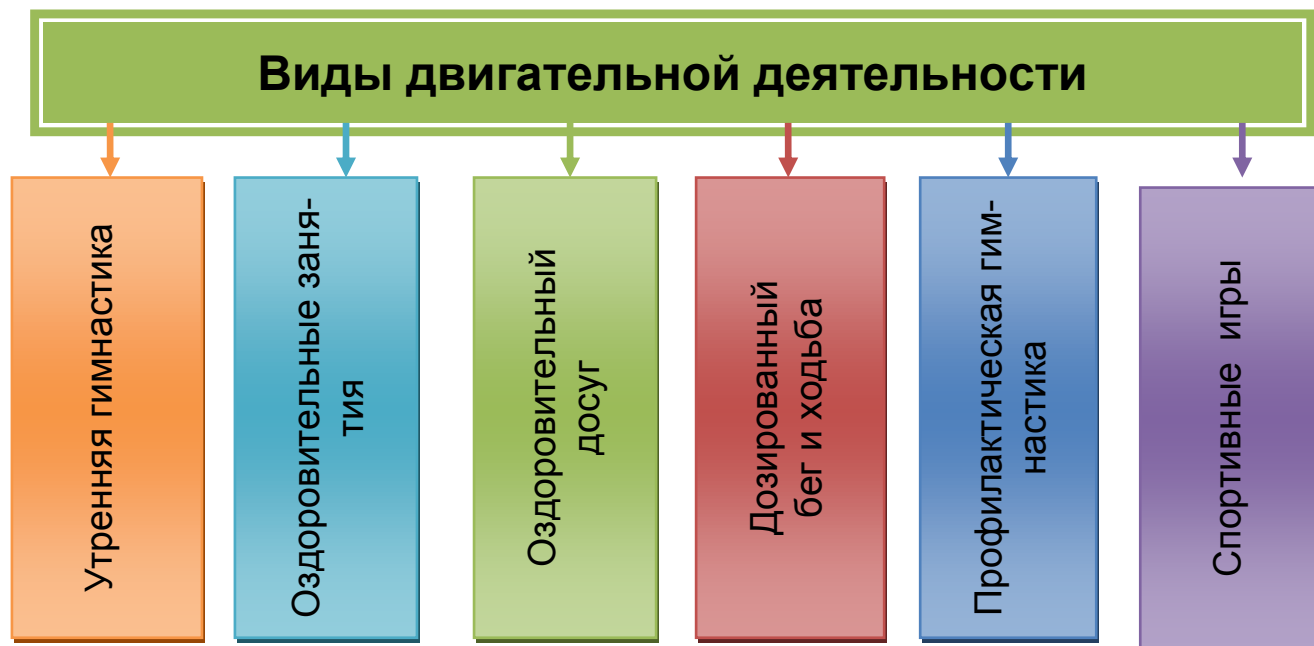 Виды двигательной деятельности
Утренняя гимнастика
Оздоровительные заня-
тия
Оздоровительный
досуг
Дозированный
бег и ходьба
Профилактическая гим-
настика
Спортивные игры